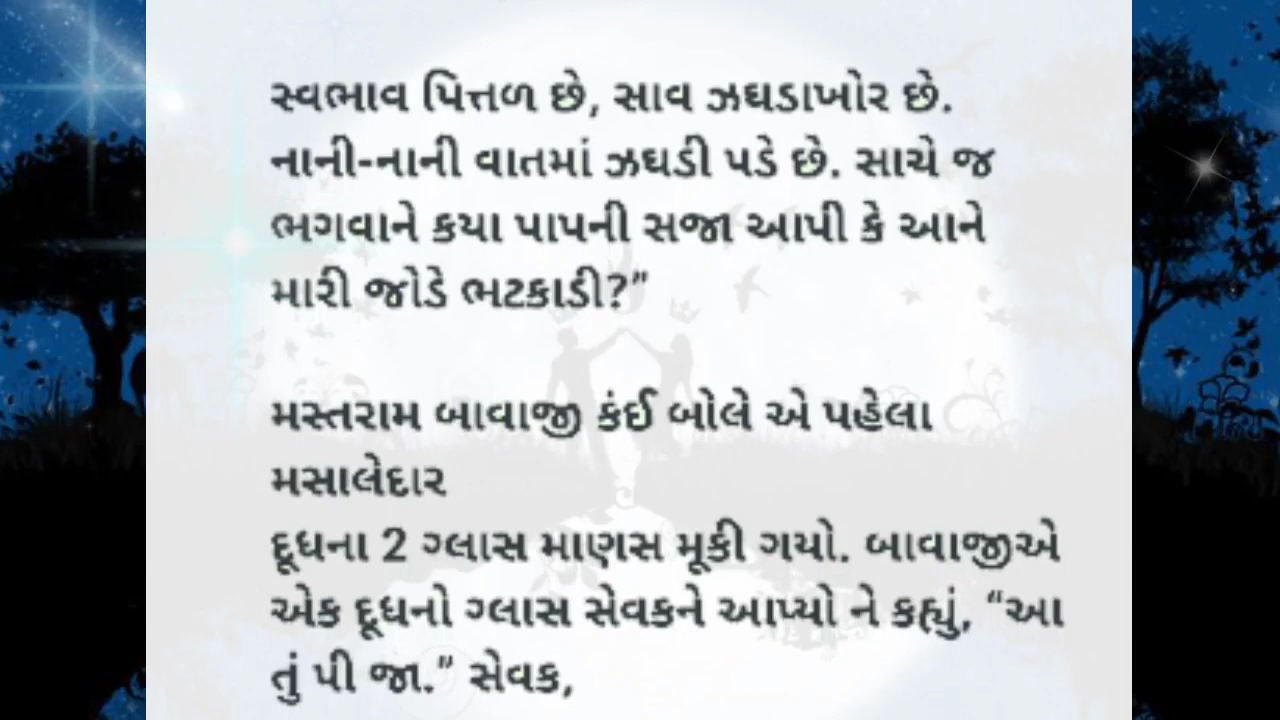 સ્વભાવ પિત્તળ છે, સાવ ઝઘડાખોર છે.
નાની-નાની વાતમાં ઝઘડી પડે છે. સાચે જ
ભગવાને કયા પાપની સજા આપી કે આને
મારી જોડે ભટકાડી?”
મસ્તરામ બાવાજી કંઈ બોલે એ પહેલા
મસાલેદાર
દૂધના 2 ગ્લાસ માણસ મૂકી ગયો. બાવાજીએ
એક દૂધનો ગ્લાસ સેવકને આપ્યો ને કહ્યું, “આ
તું પી જા.” સેવક,